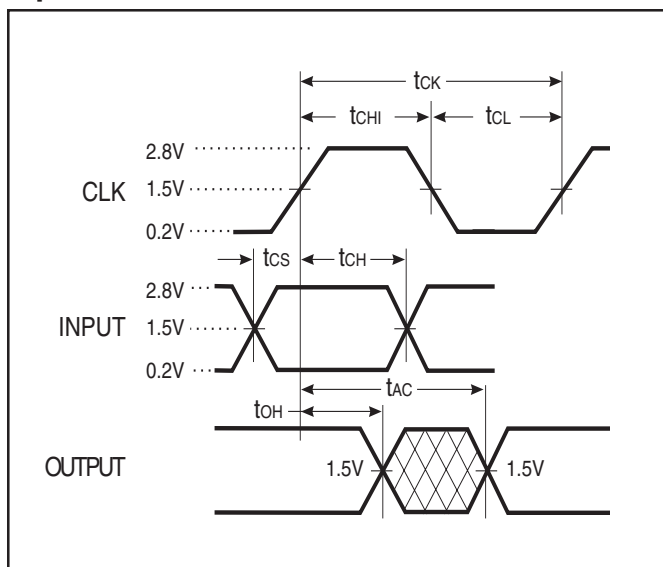 tCK
tCHI tCL
2.8V
CLK 1.5V
0.2V
tCS tCH
2.8V
INPUT 1.5V
0.2V
tAC
tOH
OUTPUT 1.5V 1.5V